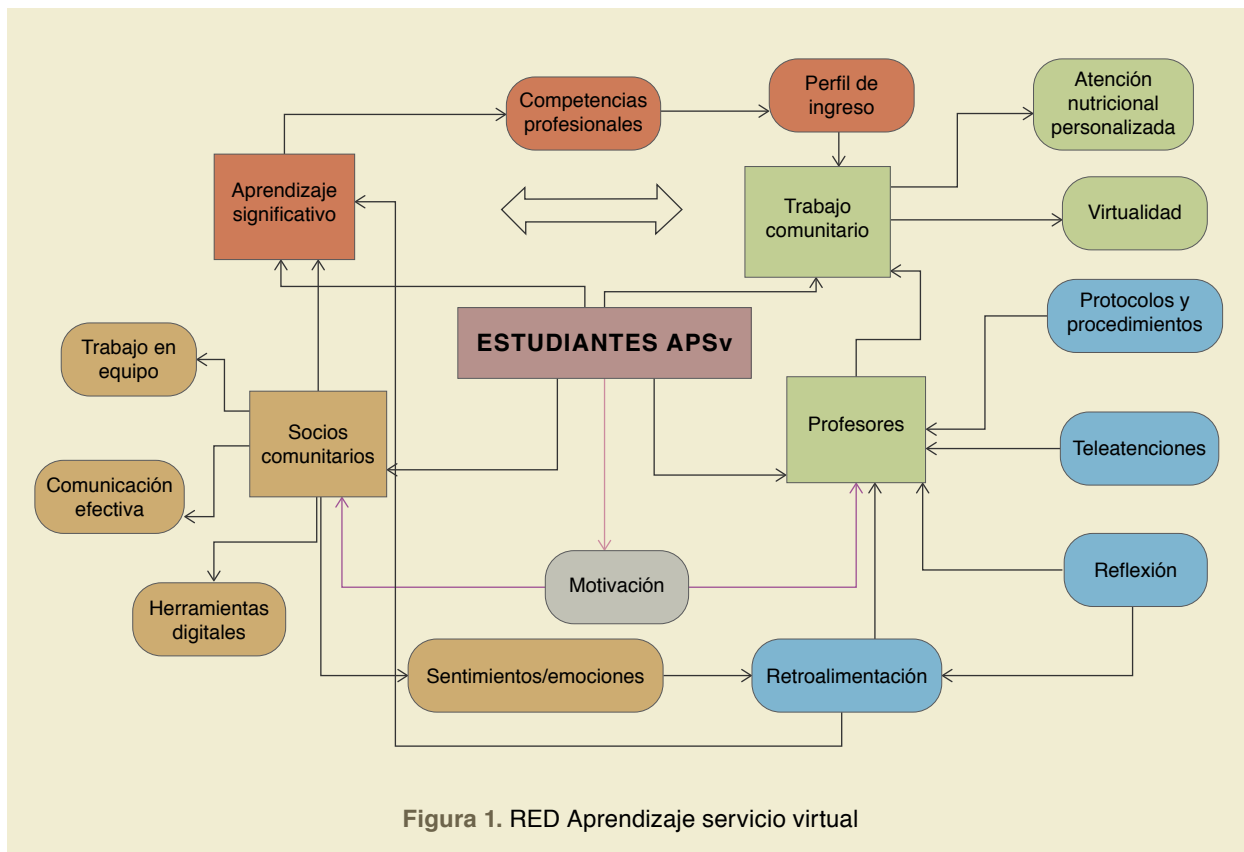 Competencias
profesionales
Perfil de
ingreso
Atención
nutricional
personalizada
Aprendizaje
significativo
Trabajo
comunitario
Virtualidad
ESTUDIANTES APSv
Protocolos y
procedimientos
Trabajo en
equipo
Socios
comunitarios
Profesores
Teleatenciones
Comunicación
efectiva
Motivación
Reflexión
Herramientas
digitales
Sentimientos/emociones
Retroalimentación
Figura 1. RED Aprendizaje servicio virtual